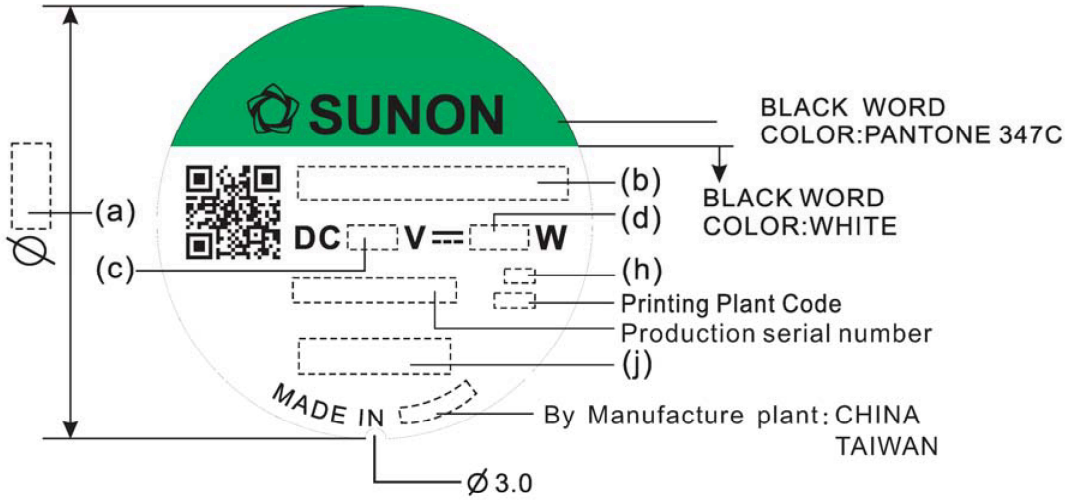 SUNON
BLACK WORD
COLOR:PANTONE 347C
BLACK WORD
COLOR:WHITE
(a)
(b)
DC V W
(d)
(c)
(h)
Printing Plant Code
Production serial number
(j)
MADE IN
By Manufacture plant: CHINA
TAIWAN
Ø
Ø 3.0